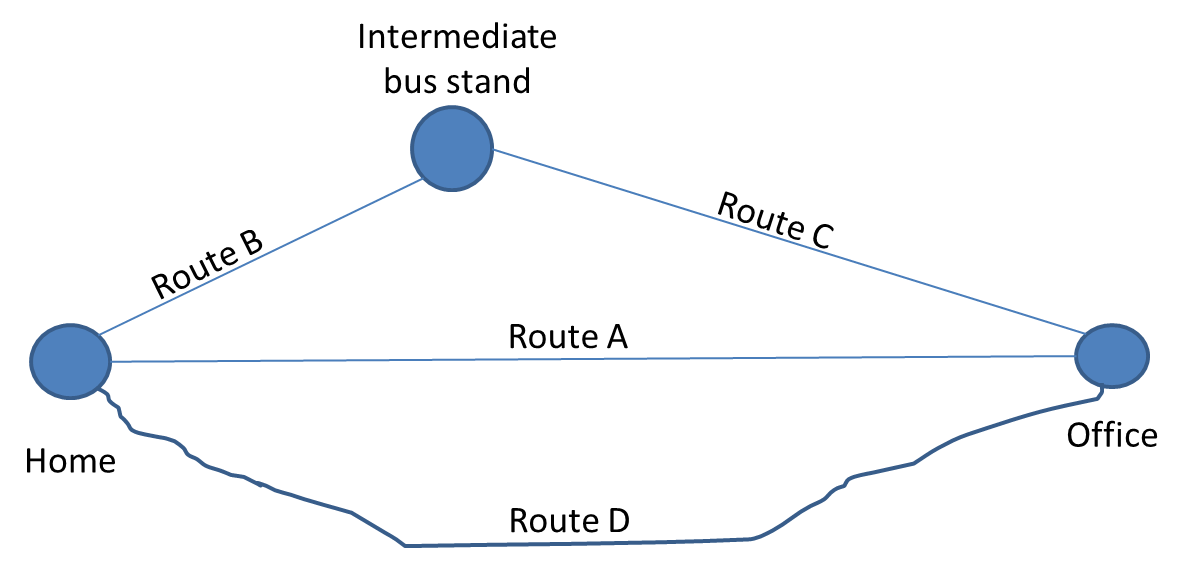 Intermediate
bus stand
Route B
Route C
Route A
Home
Office
Route D